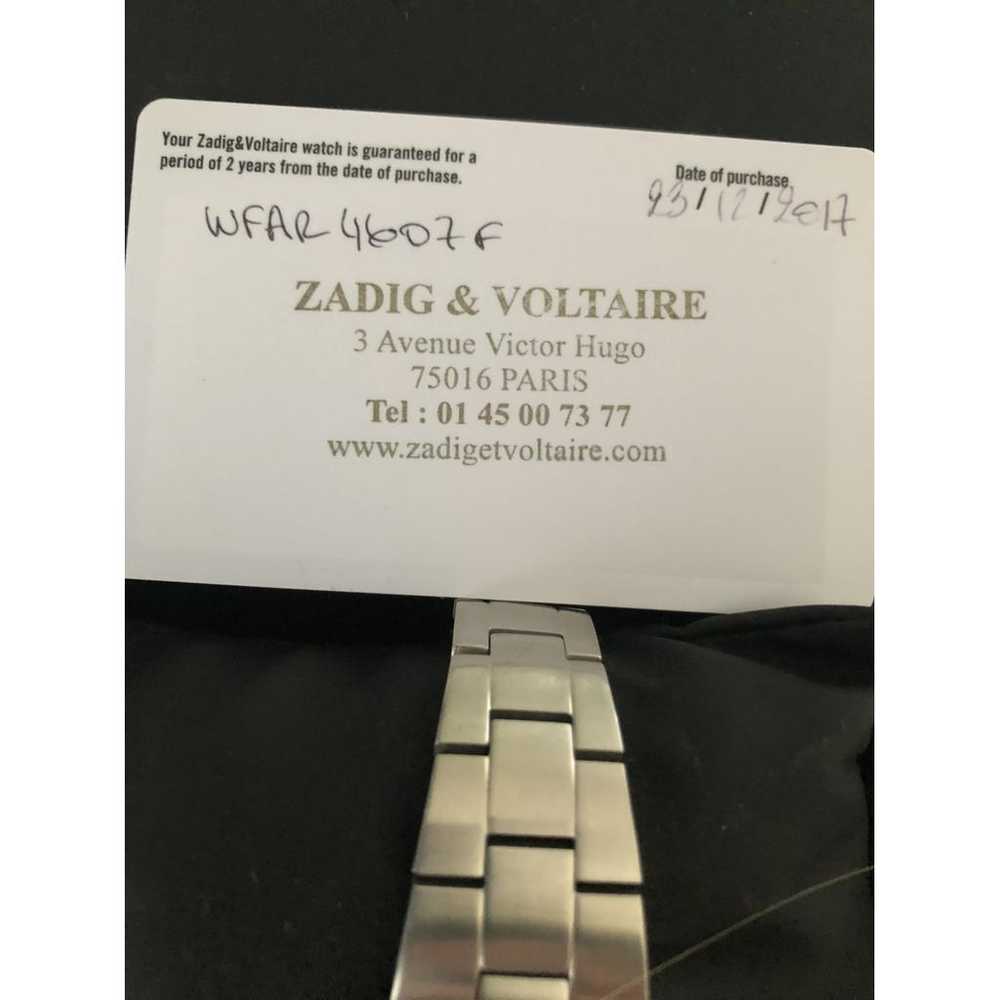 Your Zadig&Voltaire watch is guaranteed for a
period of 2 years from the date of purchase.
Date of purchase
23/12/2017
WFAR4607F
ZADIG & VOLTAIRE
3 Avenue Victor Hugo
75016 PARIS
Tel : 01 45 00 73 77
www.zadigetvoltaire.com